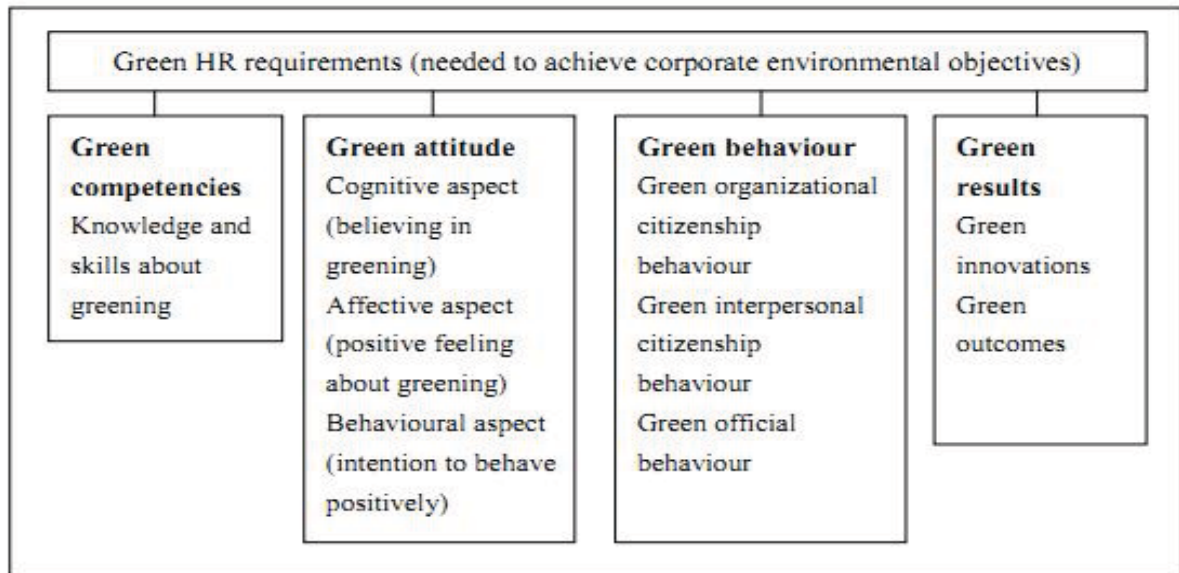 Green HR requirements (needed to achieve corporate environmental objectives)
Green
competencies
Knowledge and
skills about
greening
Green attitude
Cognitive aspect
(believing in
greening)
Affective aspect
(positive feeling
about greening)
Behavioural aspect
(intention to behave
positively)
Green behaviour
Green organizational
citizenship
behaviour
Green interpersonal
citizenship
behaviour
Green official
behaviour
Green
results
Green
innovations
Green
outcomes